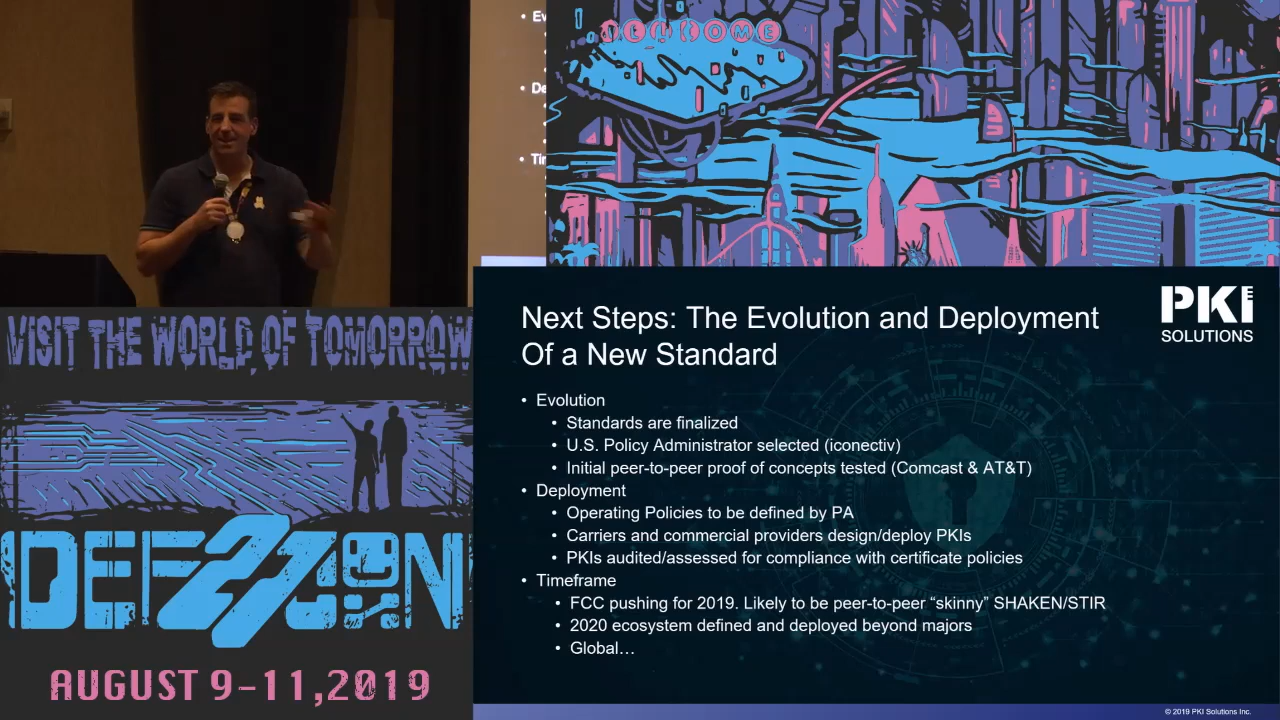 WELCOME
VISIT THE WORLD OF TOMORROW
DEF CON
27
AUGUST 9-11,2019
PKI
SOLUTIONS
Next Steps: The Evolution and Deployment
Of a New Standard
• Evolution
• Standards are finalized
• U.S. Policy Administrator selected (iconectiv)
• Initial peer-to-peer proof of concepts tested (Comcast & AT&T)
• Deployment
• Operating Policies to be defined by PA
• Carriers and commercial providers design/deploy PKIs
• PKIs audited/assessed for compliance with certificate policies
• Timeframe
• FCC pushing for 2019. Likely to be peer-to-peer “skinny” SHAKEN/STIR
• 2020 ecosystem defined and deployed beyond majors
• Global…
© 2019 PKI Solutions Inc.